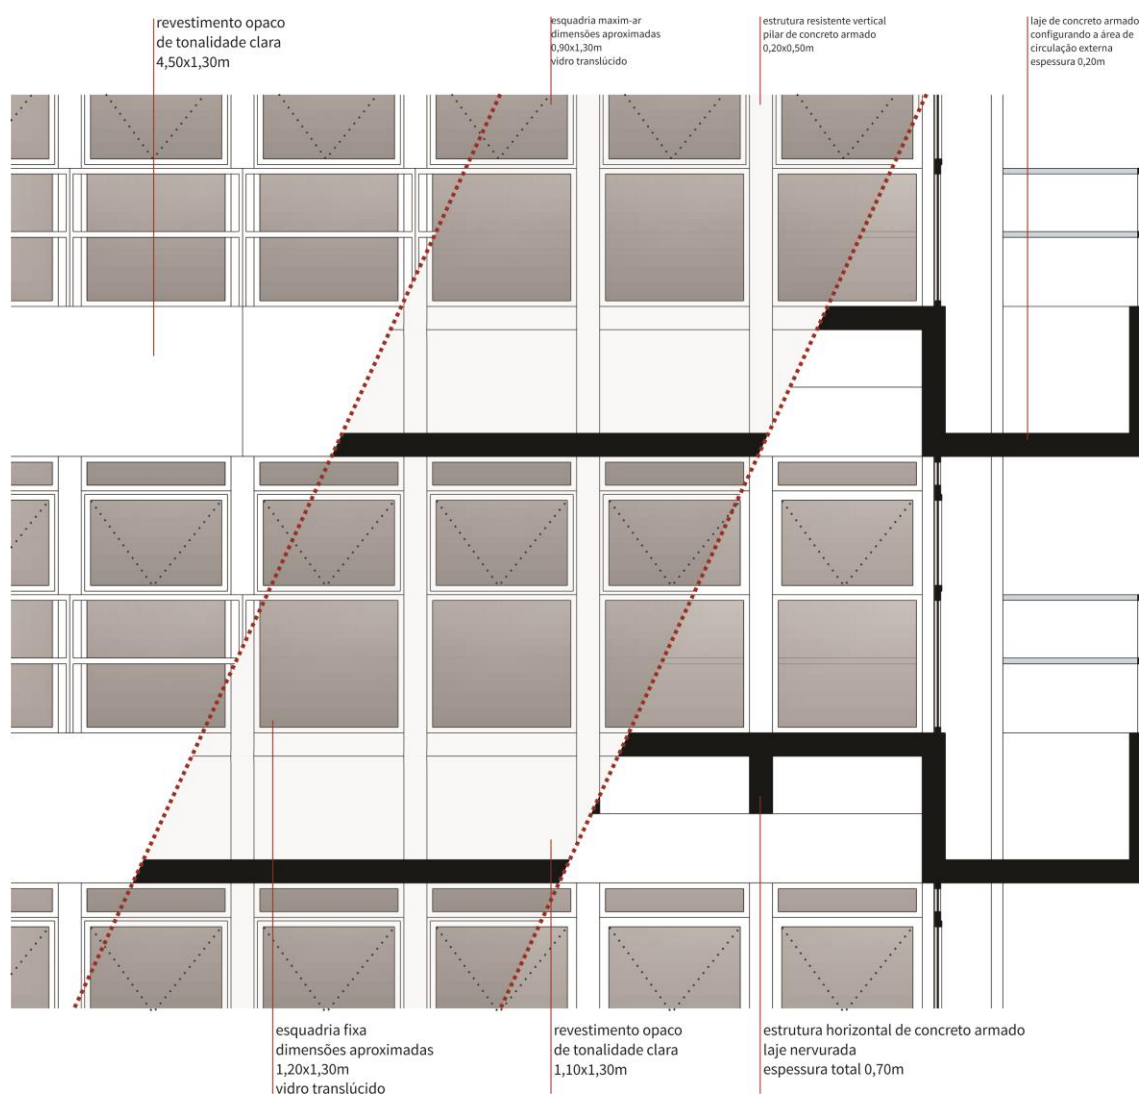 revestimento opaco
de tonalidade clara
4,50x1,30m
esquadria maxim-ar
dimensões aproximadas
0,90x1,30m
vidro translúcido
estrutura resistente vertical
pilar de concreto armado
0,20x0,50m
laje de concreto armado
configurando a área de
circulação externa
espessura 0,20m
esquadria fixa
dimensões aproximadas
1,20x1,30m
vidro translúcido
revestimento opaco
de tonalidade clara
1,10x1,30m
estrutura horizontal de concreto armado
laje nervurada
espessura total 0,70m